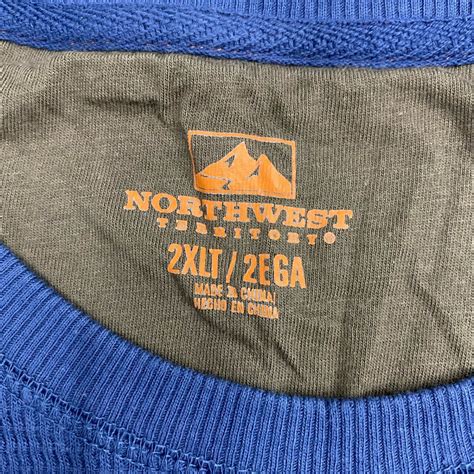 NORTHWEST
TERRITORY®
2XLT / 2EGA
MADE IN CHINA
HECHO EN CHINA